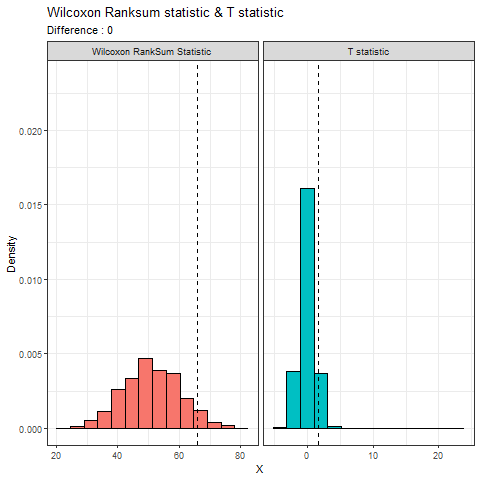 Wilcoxon Ranksum statistic & T statistic
Difference : 0
Wilcoxon RankSum Statistic
T statistic
Density
0.020
0.015
0.010
0.005
0.000
20 40 60 80
0 10 20
X